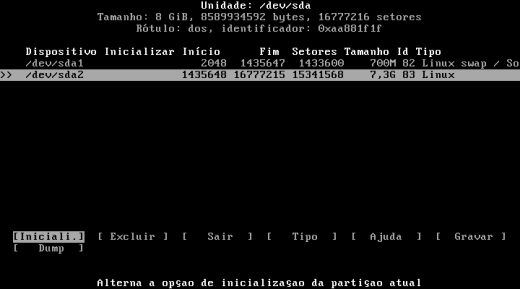 Unidade: /dev/sda
Tamanho: 8 GiB, 8589934592 bytes, 16777216 setores
Rótulo: dos, identificador: 0xaa881f1f
Dispositivo Inicializar Início Fim Setores Tamanho Id Tipo
/dev/sda1 2048 1435647 1433600 700M 82 Linux swap / So
>> /dev/sda2 1435648 16777215 15341568 7,3G 83 Linux
[Iniciali.] [ Excluir ] [ Sair ] [ Tipo ] [ Ajuda ] [ Gravar ]
[ Dump ]
Alterna a opçao de inicializaçao da partiçao atual